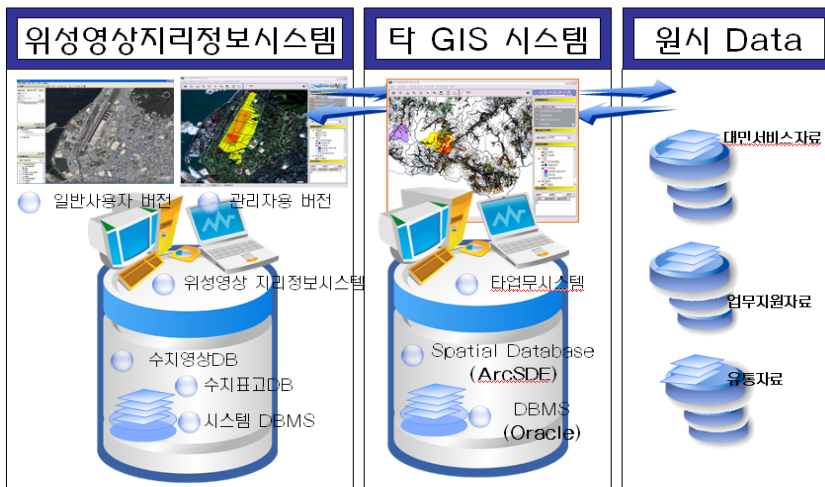 위성영상지리정보시스템
타 GIS 시스템
원시 Data
일반사용자 버전
관리자용 버전
위성영상 지리정보시스템
수치영상DB
수치표고DB
시스템 DBMS
타업무시스템
Spatial Database
(ArcSDE)
DBMS
(Oracle)
대민서비스자료
업무지원자료
유통자료